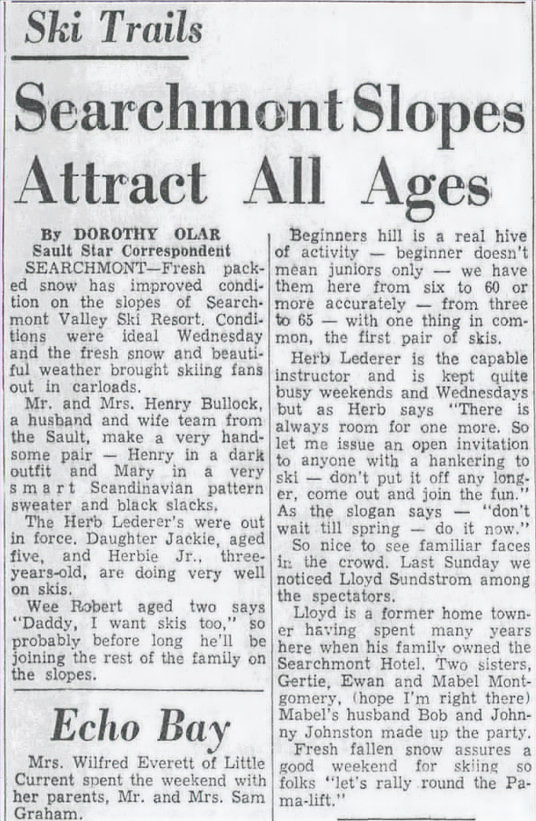 Ski Trails
Searchmont Slopes
Attract All Ages
By DOROTHY OLAR
Sault Star Correspondent
SEARCHMONT—Fresh pack-
ed snow has improved condi-
tion on the slopes of Search-
mont Valley Ski Resort. Condi-
tions were ideal Wednesday
and the fresh snow and beauti-
ful weather brought skiing fans
out in carloads.
Mr. and Mrs. Henry Bullock,
a husband and wife team from
the Sault, make a very hand-
some pair — Henry in a dark
outfit and Mary in a very
smart Scandinavian pattern
sweater and black slacks.
The Herb Lederer's were out
in force. Daughter Jackie, aged
five, and Herbie Jr., three-
years-old, are doing very well
on skis.
Wee Robert aged two says
"Daddy, I want skis too," so
probably before long he'll be
joining the rest of the family on
the slopes.
Echo Bay
Mrs. Wilfred Everett of Little
Current spent the weekend with
her parents, Mr. and Mrs. Sam
Graham.
Beginners hill is a real hive
of activity — beginner doesn't
mean juniors only — we have
them here from six to 60 or
more accurately — from three
to 65 — with one thing in com-
mon, the first pair of skis.
Herb Lederer is the capable
instructor and is kept quite
busy weekends and Wednesdays
but as Herb says "There is
always room for one more. So
let me issue an open invitation
to anyone with a hankering to
ski — don't put it off any long-
er, come out and join the fun."
As the slogan says — "don't
wait till spring — do it now."
So nice to see familiar faces
in the crowd. Last Sunday we
noticed Lloyd Sundstrom among
the spectators.
Lloyd is a former home town-
er having spent many years
here when his family owned the
Searchmont Hotel. Two sisters,
Gertie, Ewan and Mabel Mont-
gomery, (hope I'm right there)
Mabel's husband Bob and John-
ny Johnston made up the party.
Fresh fallen snow assures a
good weekend for skiing so
folks "let's rally round the Pa-
ma-lift."